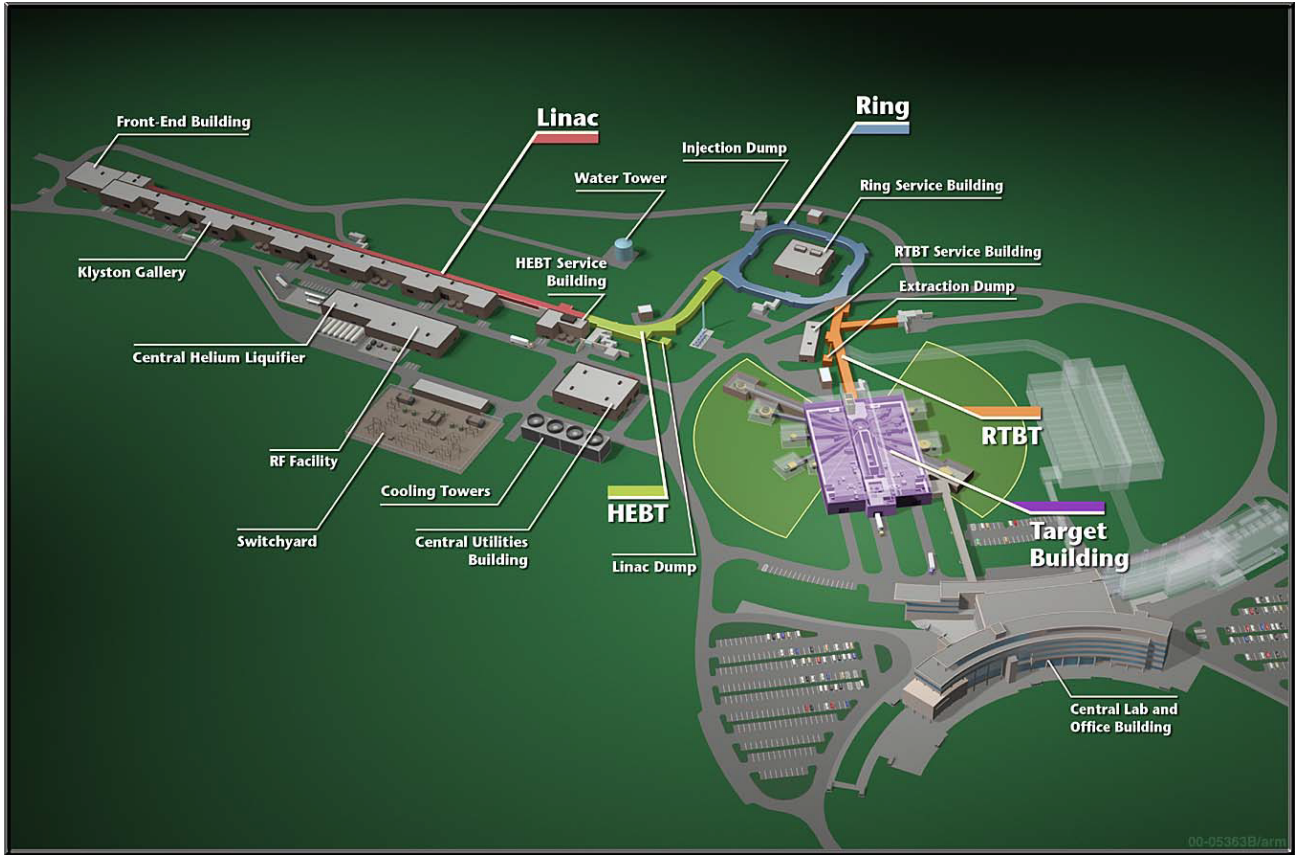 Front-End Building
Linac
Ring
Injection Dump
Water Tower
Ring Service Building
Klyston Gallery
HEBT Service
Building
RTBT Service Building
Extraction Dump
Central Helium Liquifier
RTBT
RF Facility
Cooling Towers
HEBT
Switchyard
Central Utilities
Building
Linac Dump
Target
Building
Central Lab and
Office Building
00-05363B/arm